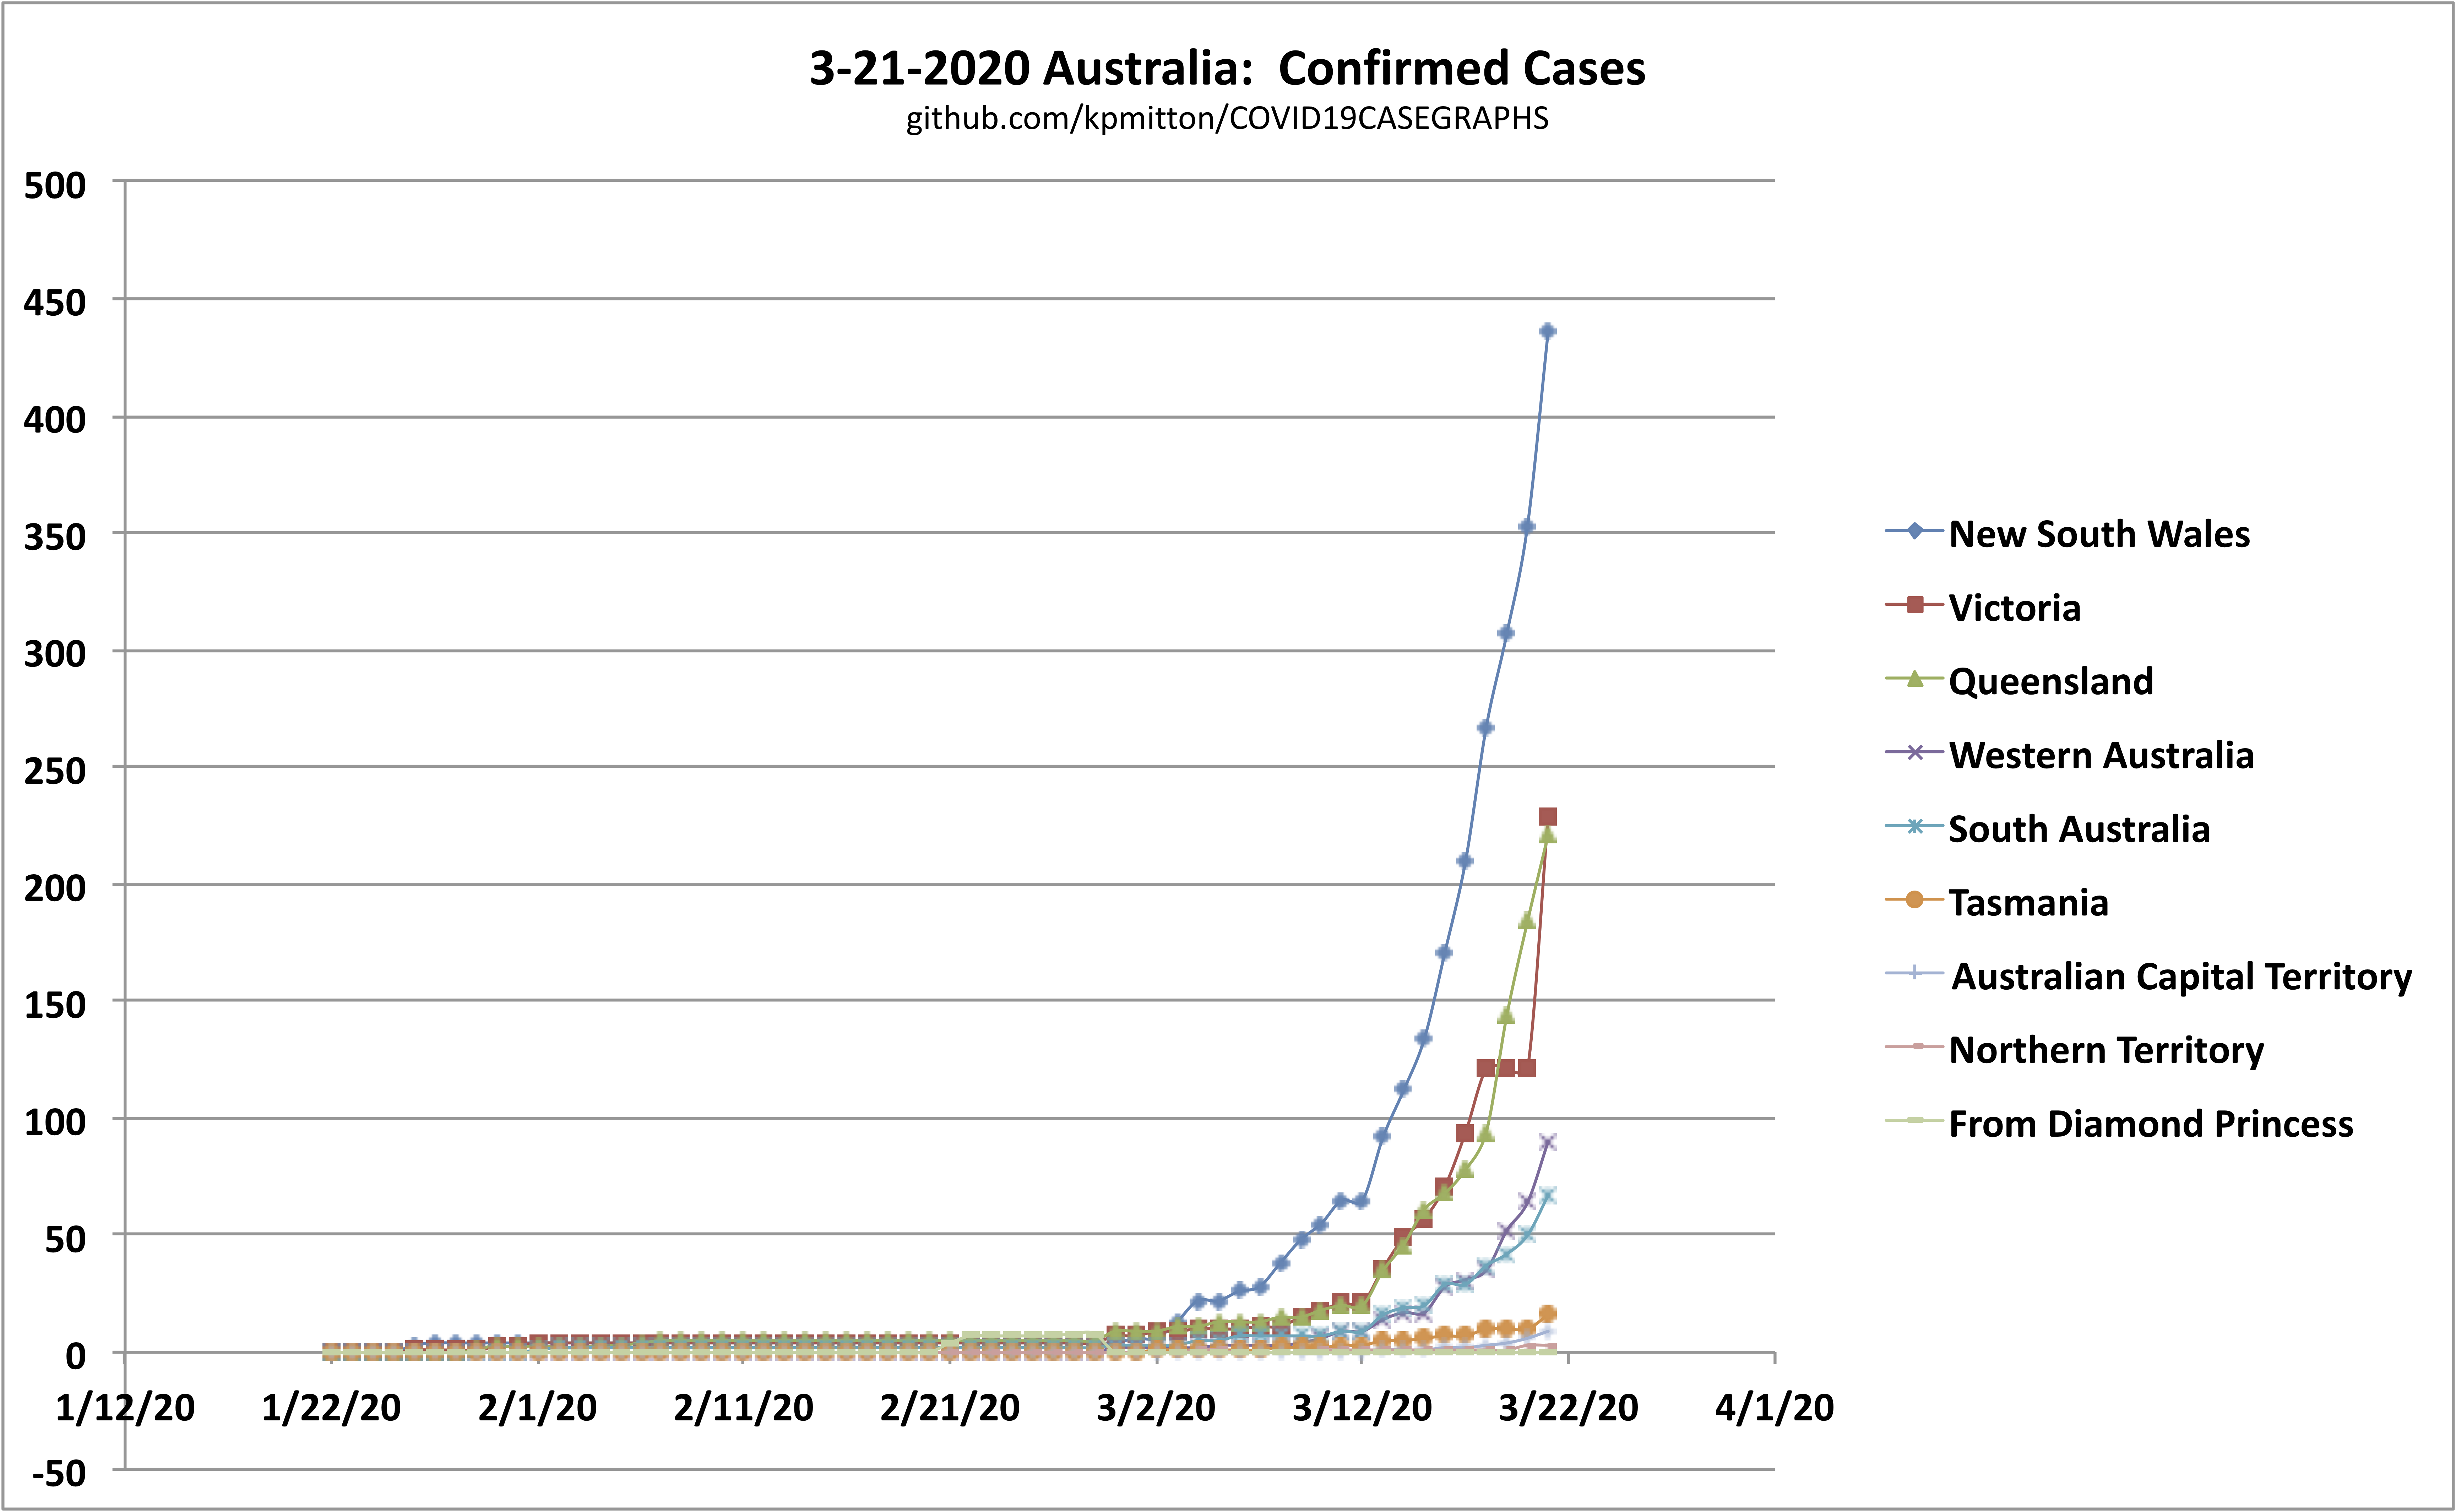 3-21-2020 Australia:  Confirmed Cases
github.com/kpmitton/COVID19CASEGRAPHS
500
450
400
350
300
250
200
150
100
50
0
-50
1/12/20 1/22/20 2/1/20 2/11/20 2/21/20 3/2/20 3/12/20 3/22/20 4/1/20
New South Wales
Victoria
Queensland
Western Australia
South Australia
Tasmania
Australian Capital Territory
Northern Territory
From Diamond Princess